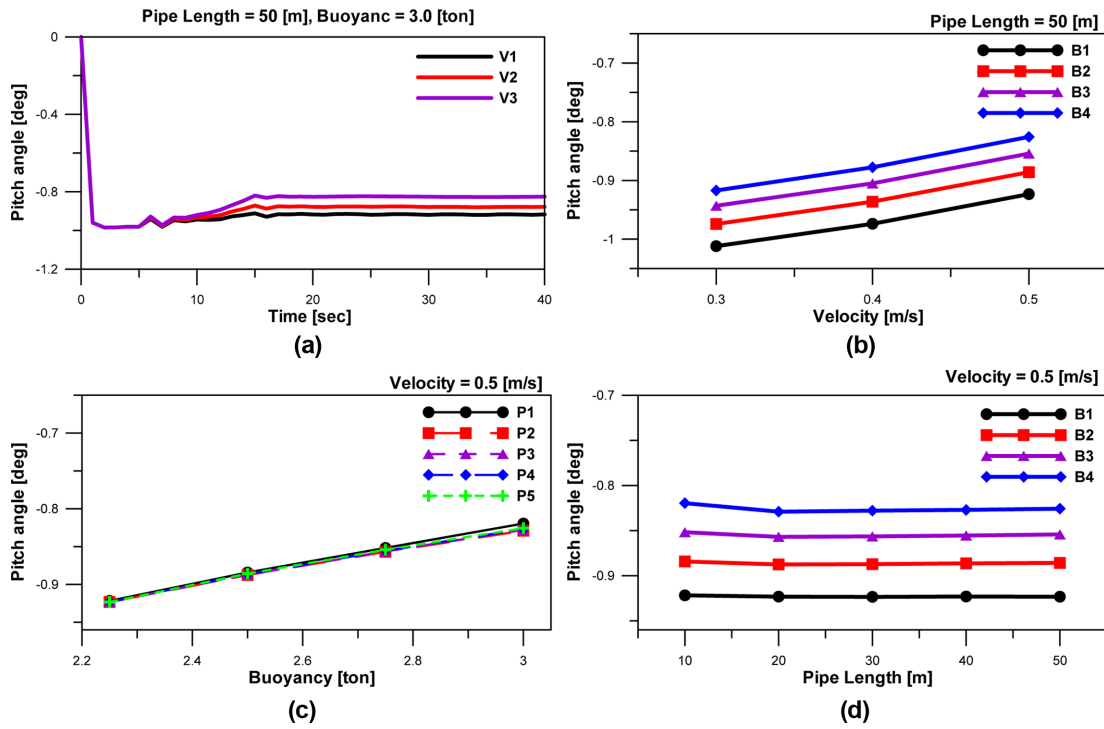 Pipe Length = 50 [m], Buoyanc = 3.0 [ton]
0
-0.4
-0.8
-1.2
Pitch angle [deg]
V1
V2
V3
0 10 20 30 40
Time [sec]
(a)
Pipe Length = 50 [m]
-0.7
-0.8
-0.9
-1
Pitch angle [deg]
B1
B2
B3
B4
0.3 0.4 0.5
Velocity [m/s]
(b)
Velocity = 0.5 [m/s]
-0.7
-0.8
-0.9
Pitch angle [deg]
P1
P2
P3
P4
P5
2.2 2.4 2.6 2.8 3
Buoyancy [ton]
(c)
Velocity = 0.5 [m/s]
-0.7
-0.8
-0.9
Pitch angle [deg]
B1
B2
B3
B4
10 20 30 40 50
Pipe Length [m]
(d)